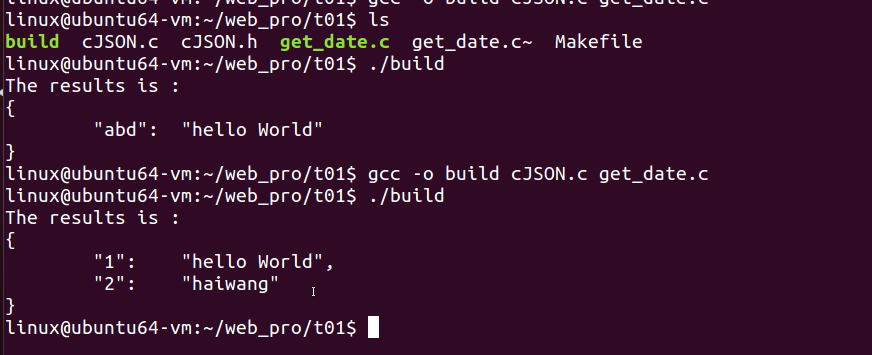 linux@ubuntu64-vm:~/web_pro/t01$ gcc -o build cJSON.c get_date.c
linux@ubuntu64-vm:~/web_pro/t01$ ls
build  cJSON.c  cJSON.h  get_date.c  get_date.c~  Makefile
linux@ubuntu64-vm:~/web_pro/t01$ ./build
The results is :
{
        "abd":  "hello World"
}
linux@ubuntu64-vm:~/web_pro/t01$ gcc -o build cJSON.c get_date.c
linux@ubuntu64-vm:~/web_pro/t01$ ./build
The results is :
{
        "1":    "hello World",
        "2":    "haiwang"
}
linux@ubuntu64-vm:~/web_pro/t01$